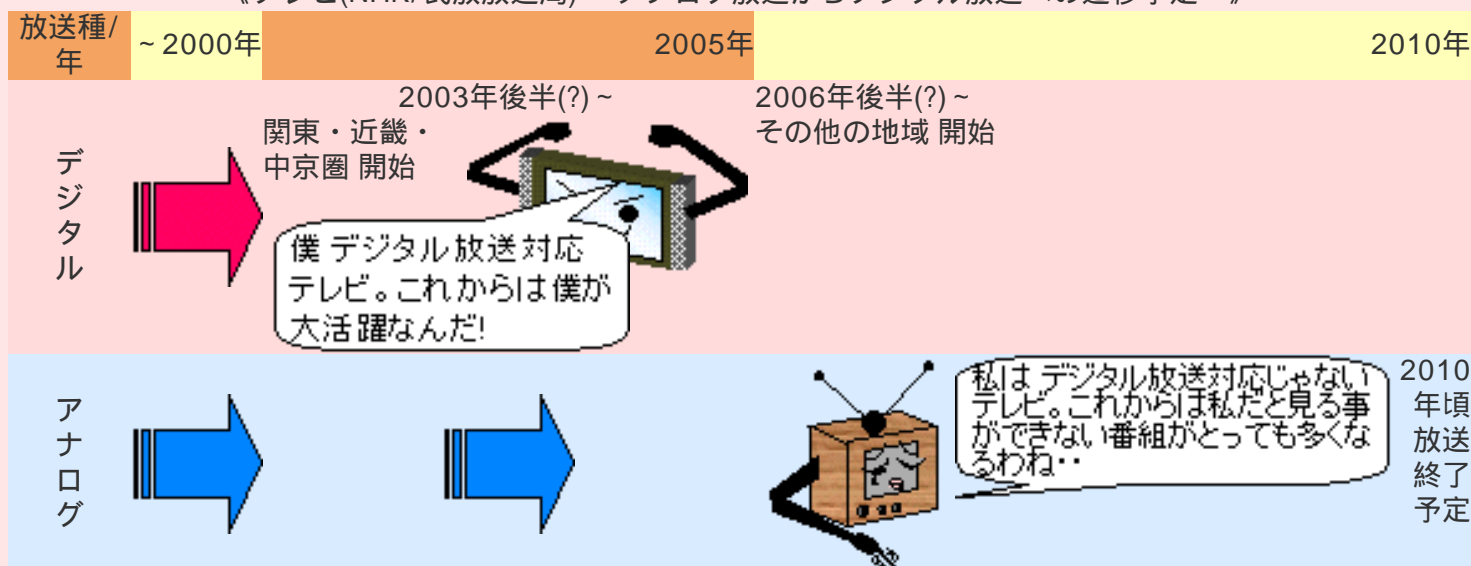 放送種/
年
~ 2000年
2005年
2010年
デジタル
2003年後半(?) ~
関東・近畿・
中京圏 開始
2006年後半(?) ~
その他の地域 開始
僕 デジタル放送対応
テレビ。これからは僕が
大活躍なんだ!
アナログ
私は デジタル放送対応じゃない
テレビ。これからは私だと見る事
ができない番組がとっても多くな
るわね・・
2010
年頃
放送
終了
予定